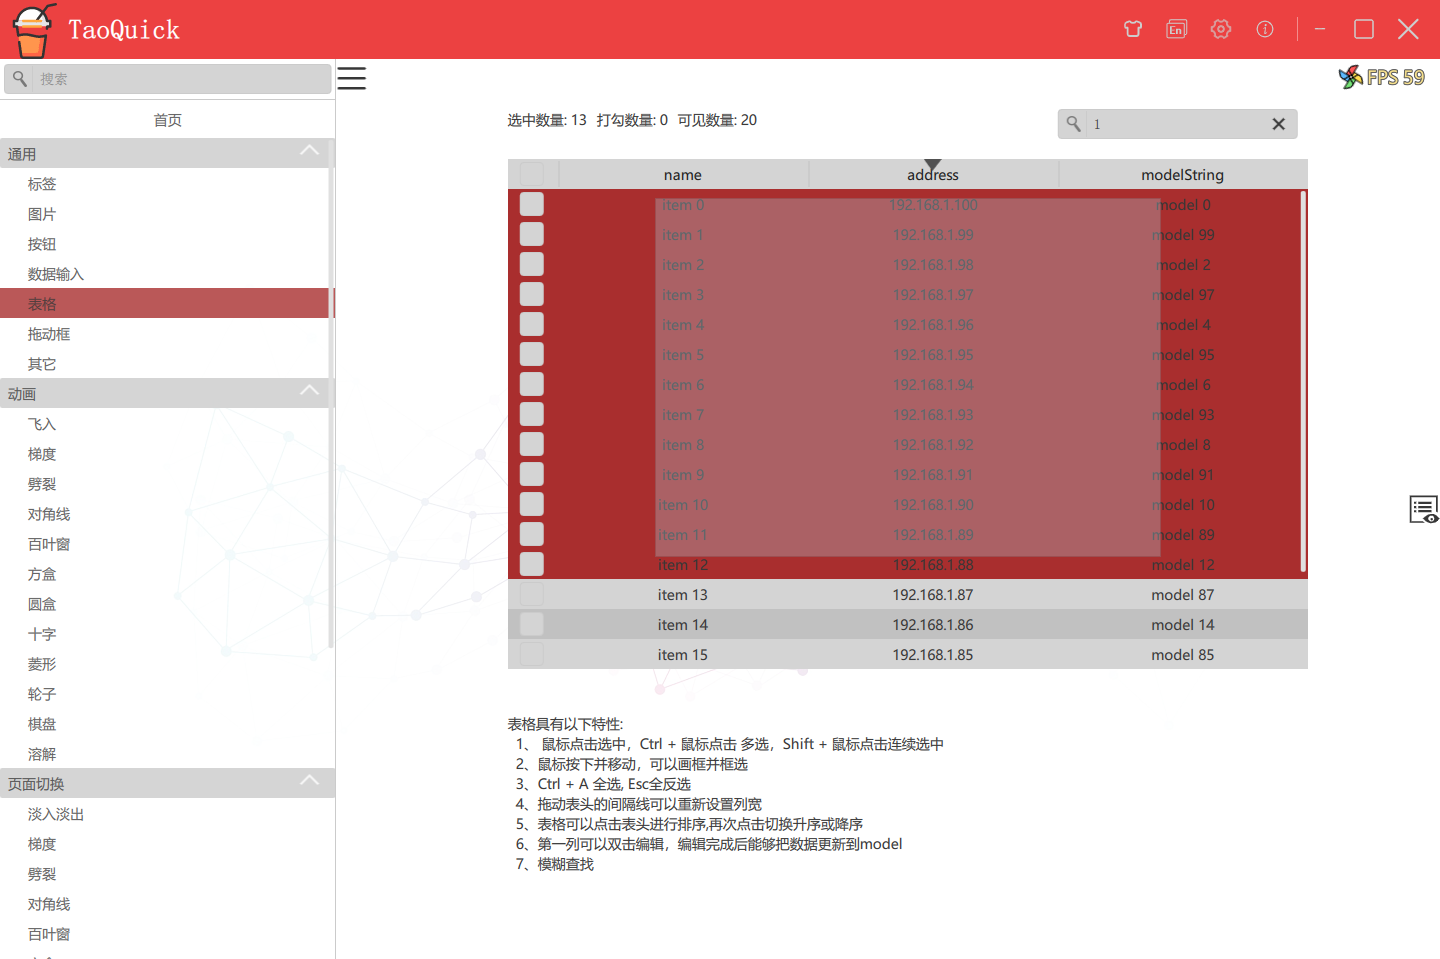 TaoQuick
En
搜索
FPS 59
首页
选中数量: 13 打勾数量: 0 可见数量: 20
1
通用
标签
图片
按钮
数据输入
表格
拖动框
其它
动画
飞入
梯度
劈裂
对角线
百叶窗
方盒
圆盒
十字
菱形
轮子
棋盘
溶解
页面切换
淡入淡出
梯度
劈裂
对角线
百叶窗
name address modelString
item 0 192.168.1.100 model 0
item 1 192.168.1.99 model 99
item 2 192.168.1.98 model 2
item 3 192.168.1.97 model 97
item 4 192.168.1.96 model 4
item 5 192.168.1.95 model 95
item 6 192.168.1.94 model 6
item 7 192.168.1.93 model 93
item 8 192.168.1.92 model 8
item 9 192.168.1.91 model 91
item 10 192.168.1.90 model 10
item 11 192.168.1.89 model 89
item 12 192.168.1.88 model 12
item 13 192.168.1.87 model 87
item 14 192.168.1.86 model 14
item 15 192.168.1.85 model 85
表格具有以下特性:
1、 鼠标点击选中，Ctrl + 鼠标点击 多选，Shift + 鼠标点击连续选中
2、鼠标按下并移动，可以画框并框选
3、Ctrl + A 全选, Esc全反选
4、拖动表头的间隔线可以重新设置列宽
5、表格可以点击表头进行排序,再次点击切换升序或降序
6、第一列可以双击编辑，编辑完成后能够把数据更新到model
7、模糊查找